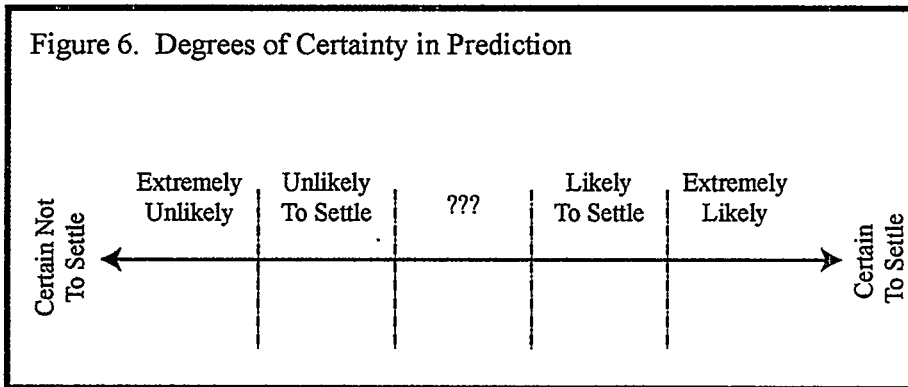 Figure 6. Degrees of Certainty in Prediction
Certain Not
To Settle
Extremely
Unlikely
Unlikely
To Settle
???
Likely
To Settle
Extremely
Likely
Certain
To Settle